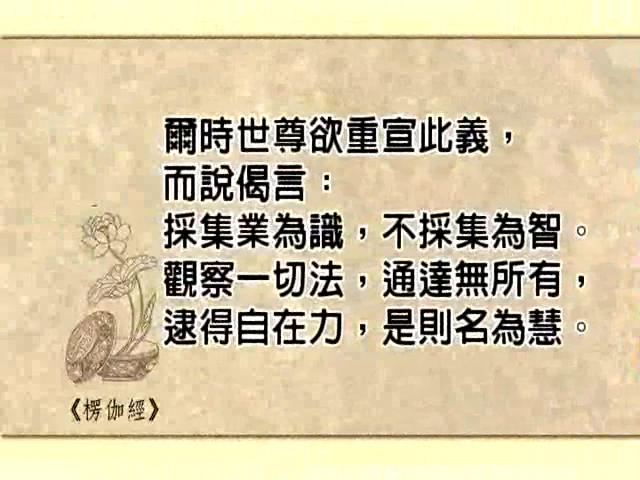 爾時世尊欲重宣此義，
而說偈言：
採集業為識，不採集為智。
觀察一切法，通達無所有，
逮得自在力，是則名為慧。
《楞伽經》